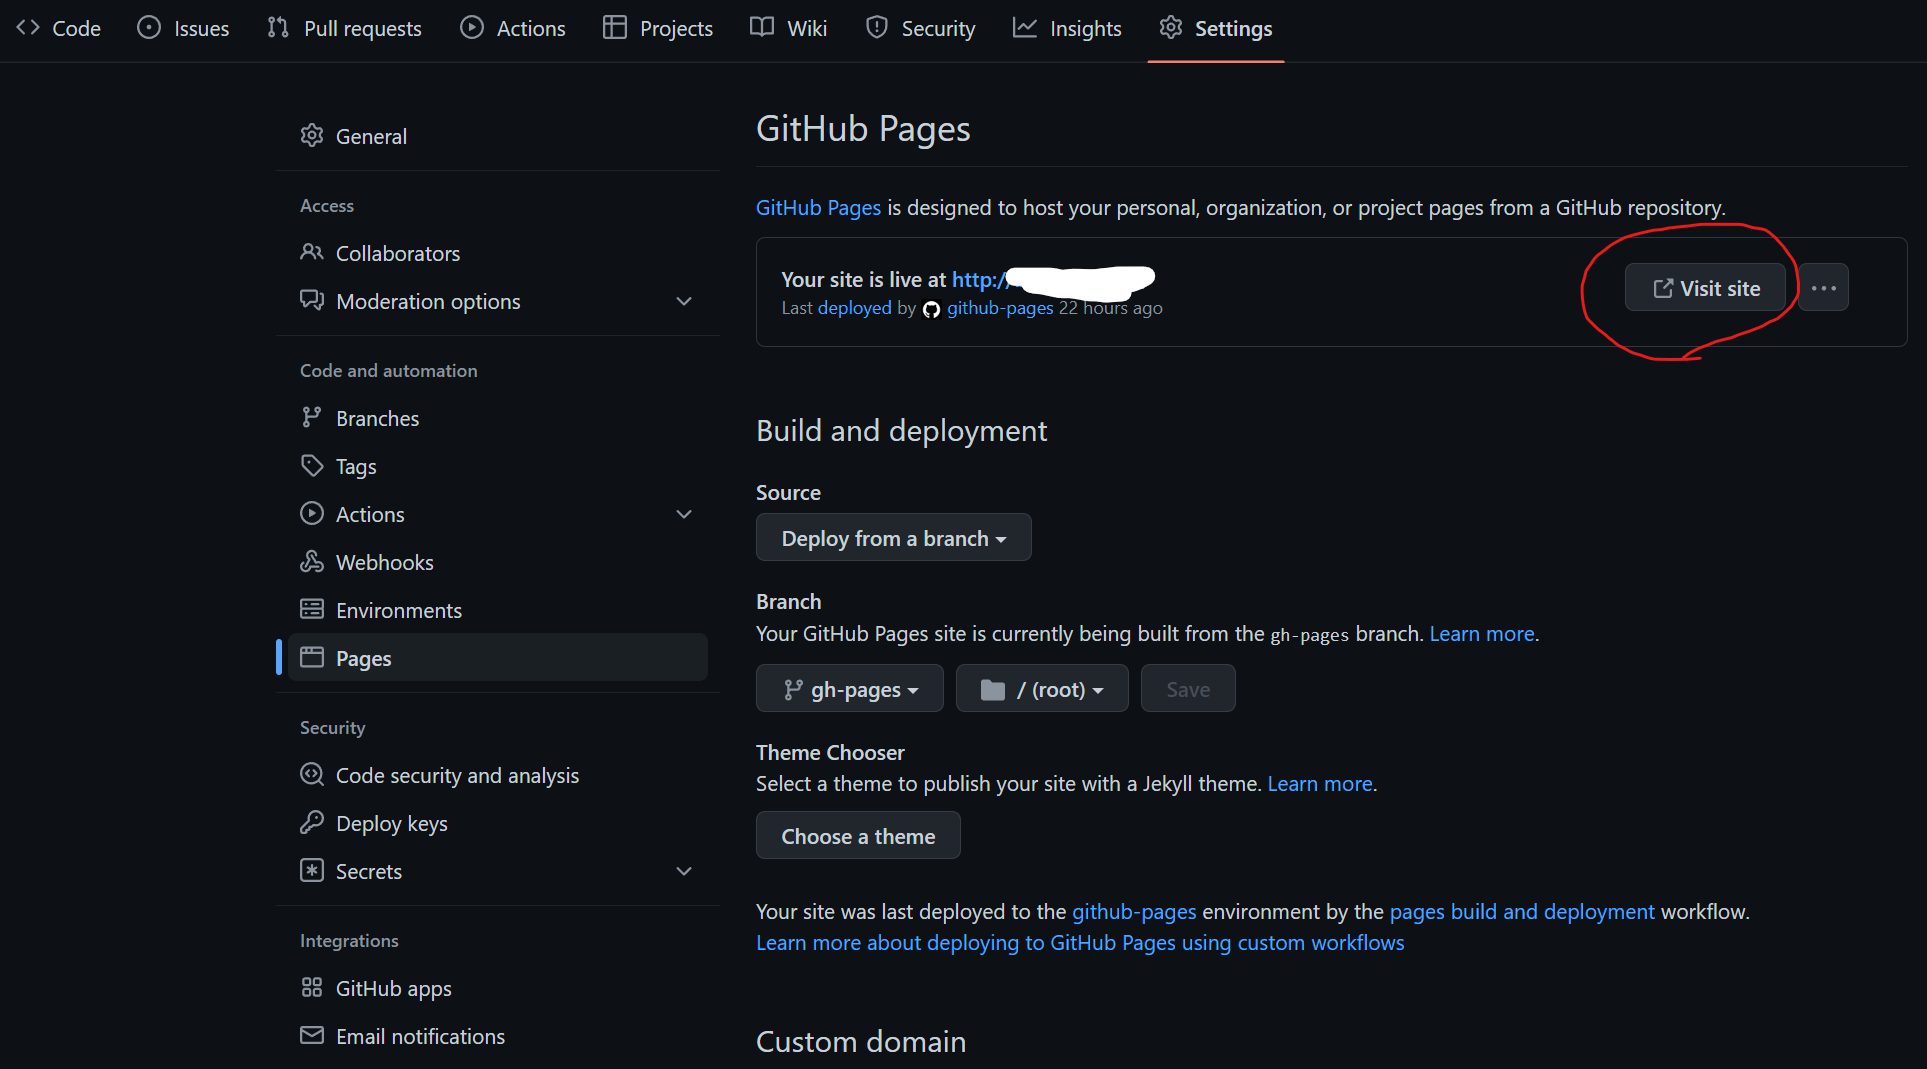 Code Issues Pull requests Actions Projects Wiki Security Insights Settings
General
Access
Collaborators
Moderation options
Code and automation
Branches
Tags
Actions
Webhooks
Environments
Pages
Security
Code security and analysis
Deploy keys
Secrets
Integrations
GitHub apps
Email notifications
GitHub Pages
GitHub Pages is designed to host your personal, organization, or project pages from a GitHub repository.
Your site is live at http:/
Last deployed by github-pages 22 hours ago
Visit site
Build and deployment
Source
Deploy from a branch
Branch
Your GitHub Pages site is currently being built from the gh-pages branch. Learn more.
gh-pages / (root) Save
Theme Chooser
Select a theme to publish your site with a Jekyll theme. Learn more.
Choose a theme
Your site was last deployed to the github-pages environment by the pages build and deployment workflow.
Learn more about deploying to GitHub Pages using custom workflows
Custom domain